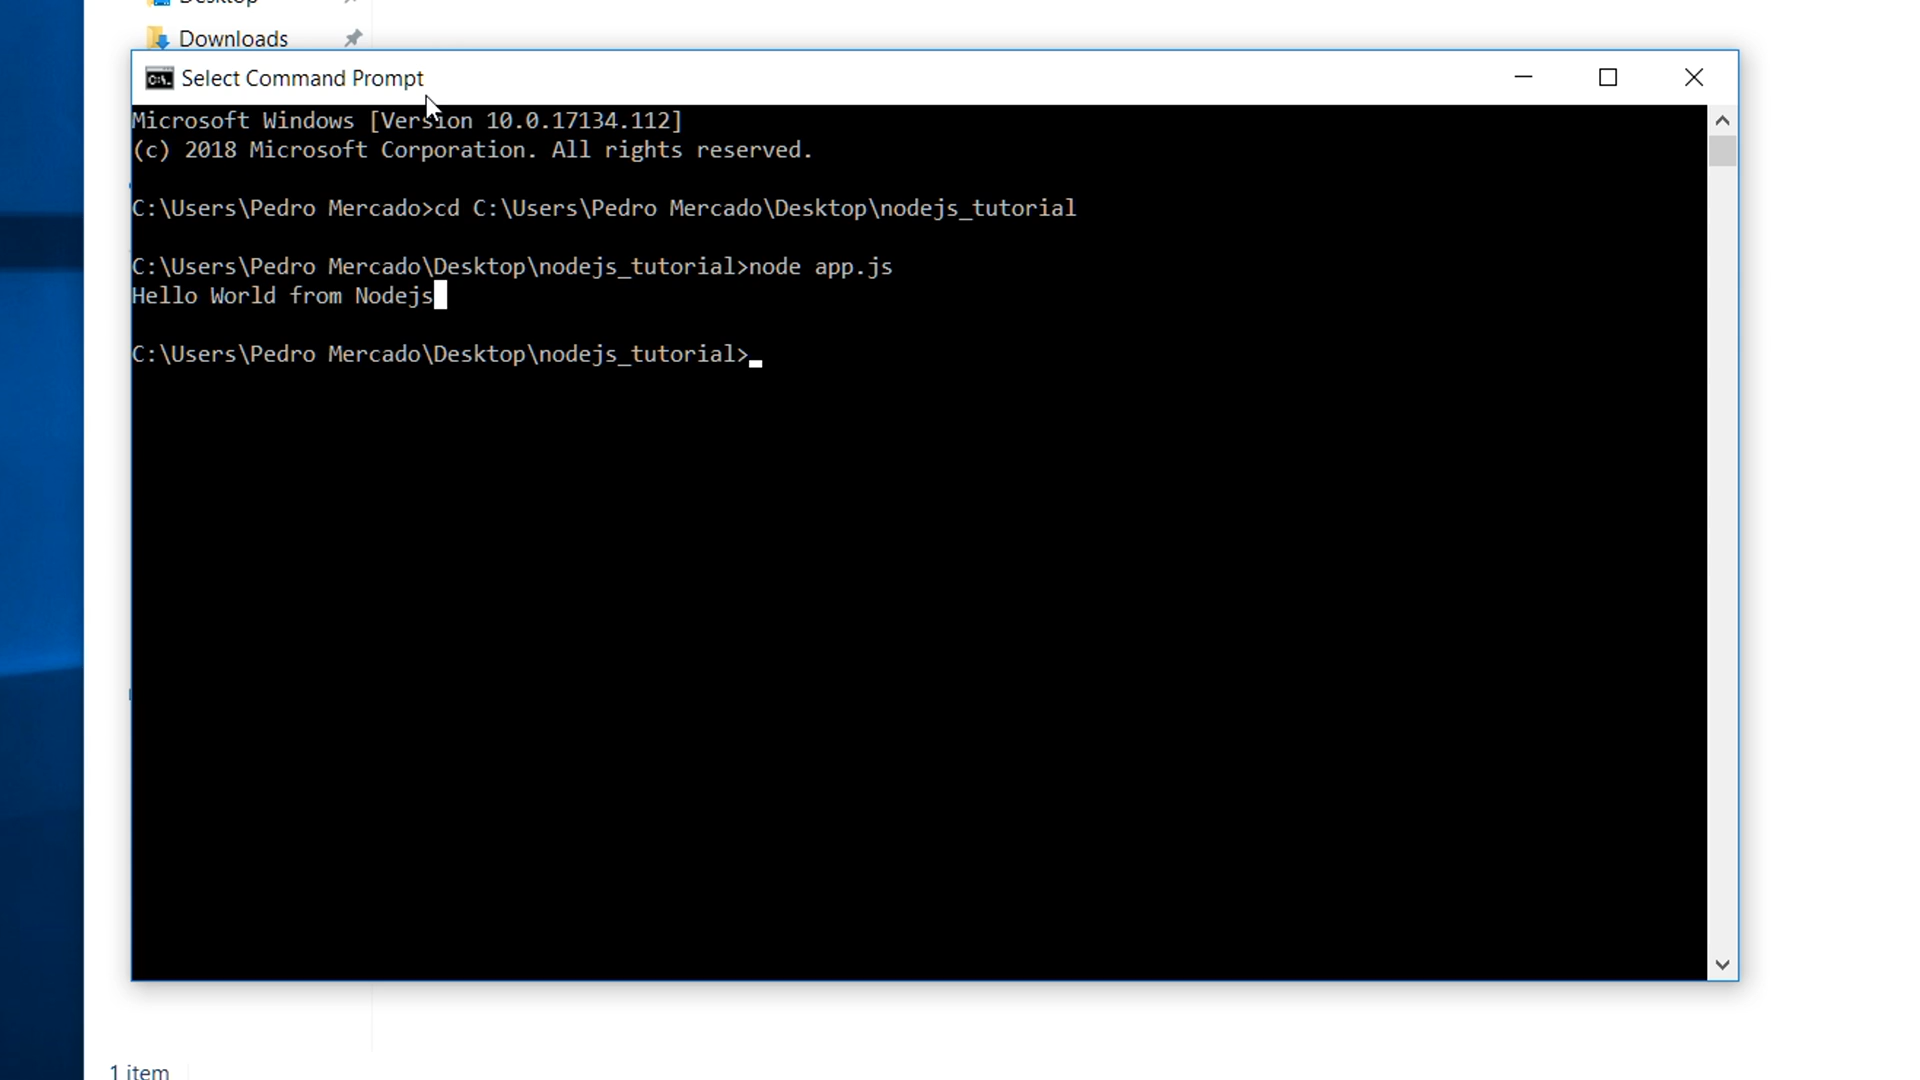 Desktop
Downloads
Select Command Prompt
Microsoft Windows [Version 10.0.17134.112]
(c) 2018 Microsoft Corporation. All rights reserved.
C:\Users\Pedro Mercado>cd C:\Users\Pedro Mercado\Desktop\nodejs_tutorial
C:\Users\Pedro Mercado\Desktop\nodejs_tutorial>node app.js
Hello World from Nodejs
C:\Users\Pedro Mercado\Desktop\nodejs_tutorial>
1 item